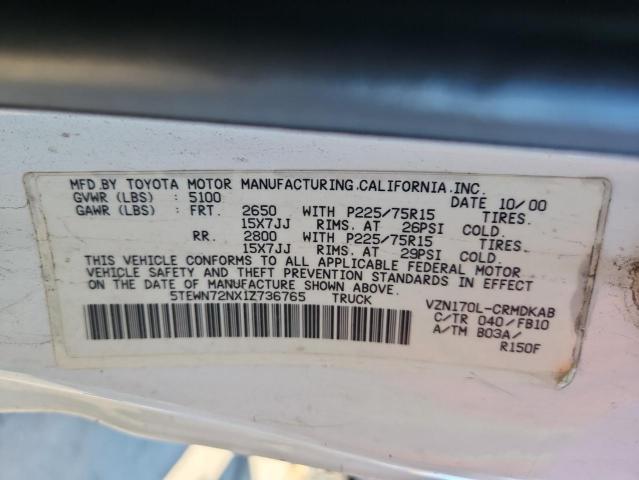 MFD.BY TOYOTA MOTOR MANUFACTURING.CALIFORNIA.INC.
GVWR (LBS) : 5100 DATE 10/00
GAWR (LBS) : FRT. 2650 WITH P225/75R15 TIRES.
15X7JJ RIMS. AT 26PSI COLD.
RR. 2800 WITH P225/75R15 TIRES.
15X7JJ RIMS. AT 29PSI COLD.
THIS VEHICLE CONFORMS TO ALL APPLICABLE FEDERAL MOTOR
VEHICLE SAFETY AND THEFT PREVENTION STANDARDS IN EFFECT
ON THE DATE OF MANUFACTURE SHOWN ABOVE.
5TEWN72NX1Z736765 TRUCK VZN170L-CRMDKAB
C/TR 040/FB10
A/TM B03A/
R150F